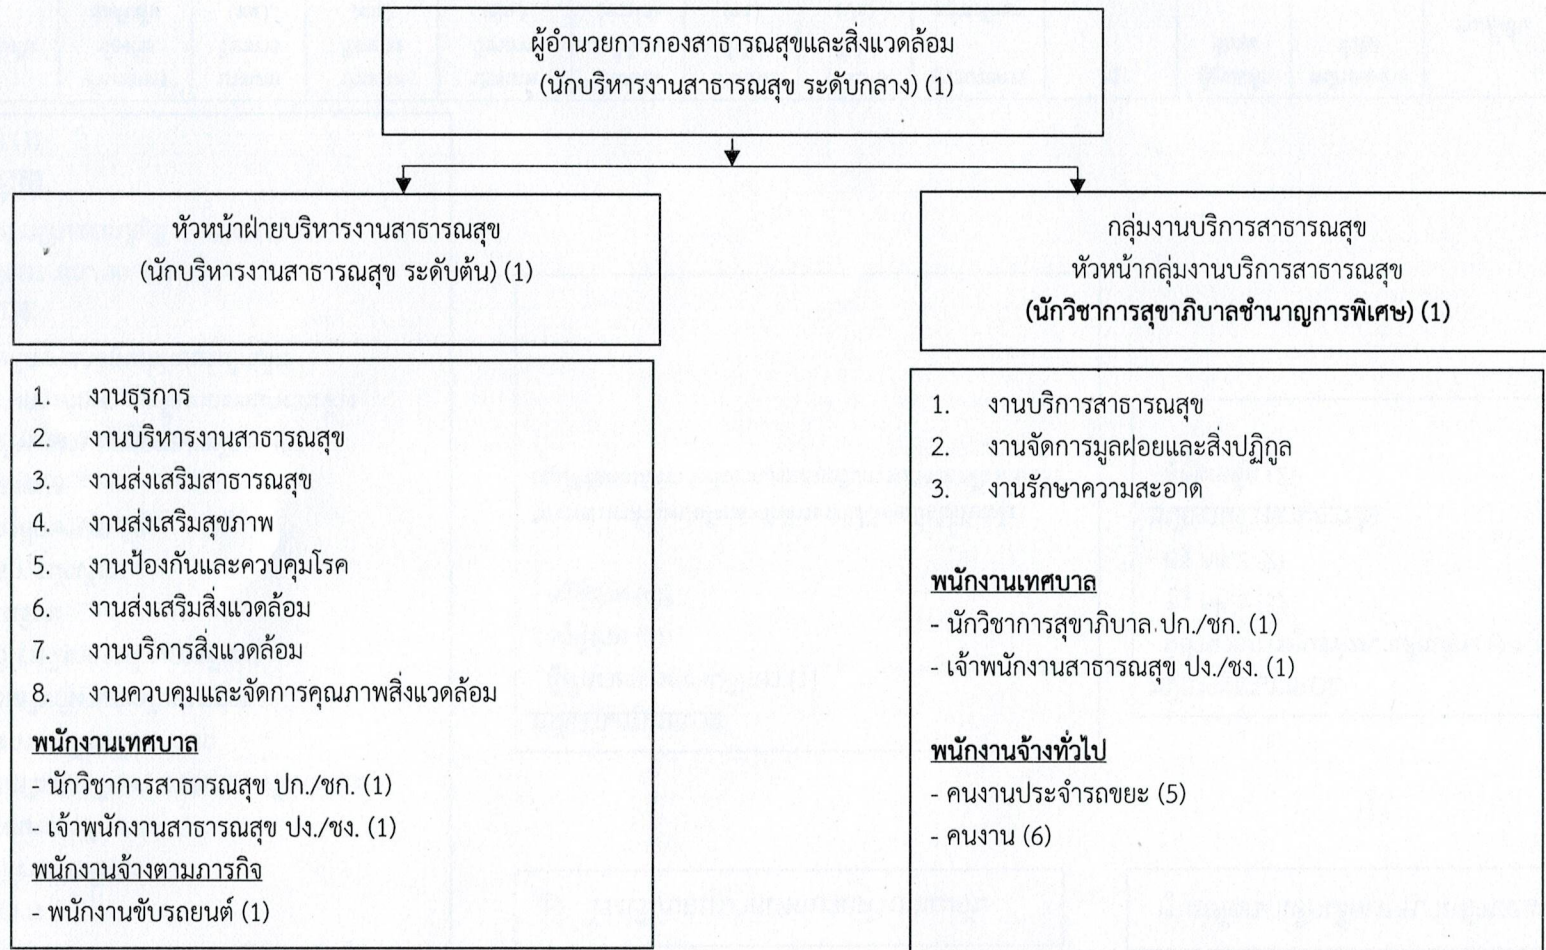 ผู้อำนวยการกองสาธารณสุขและสิ่งแวดล้อม
(นักบริหารงานสาธารณสุข ระดับกลาง) (1)
หัวหน้าฝ่ายบริหารงานสาธารณสุข
(นักบริหารงานสาธารณสุข ระดับต้น) (1)
กลุ่มงานบริการสาธารณสุข
หัวหน้ากลุ่มงานบริการสาธารณสุข
(นักวิชาการสุขาภิบาลชำนาญการพิเศษ) (1)
1. งานธุรการ
2. งานบริหารงานสาธารณสุข
3. งานส่งเสริมสาธารณสุข
4. งานส่งเสริมสุขภาพ
5. งานป้องกันและควบคุมโรค
6. งานส่งเสริมสิ่งแวดล้อม
7. งานบริการสิ่งแวดล้อม
8. งานควบคุมและจัดการคุณภาพสิ่งแวดล้อม
พนักงานเทศบาล
- นักวิชาการสาธารณสุข ปก./ชก. (1)
- เจ้าพนักงานสาธารณสุข ปง./ชง. (1)
พนักงานจ้างตามภารกิจ
- พนักงานขับรถยนต์ (1)
1. งานบริการสาธารณสุข
2. งานจัดการมูลฝอยและสิ่งปฏิกูล
3. งานรักษาความสะอาด
พนักงานเทศบาล
- นักวิชาการสุขาภิบาล ปก./ชก. (1)
- เจ้าพนักงานสาธารณสุข ปง./ชง. (1)
พนักงานจ้างทั่วไป
- คนงานประจำรถขยะ (5)
- คนงาน (6)